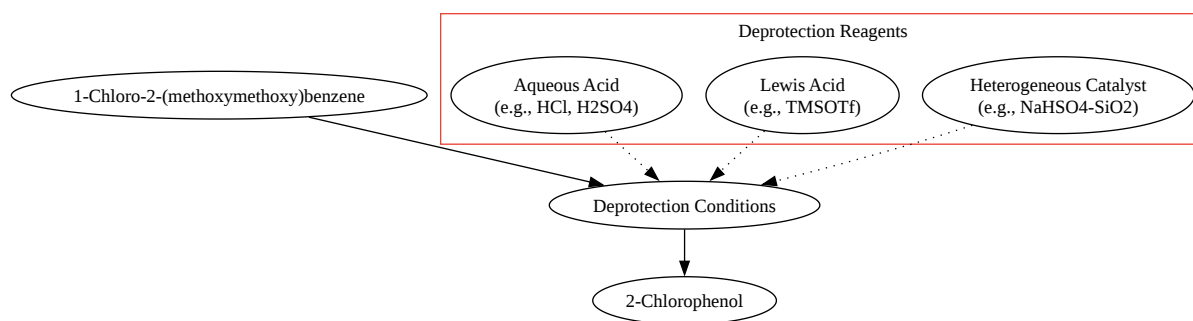 Deprotection Reagents
1-Chloro-2-(methoxymethoxy)benzene
Aqueous Acid
(e.g., HCl, H2SO4)
Lewis Acid
(e.g., TMSOTf)
Heterogeneous Catalyst
(e.g., NaHSO4-SiO2)
Deprotection Conditions
2-Chlorophenol